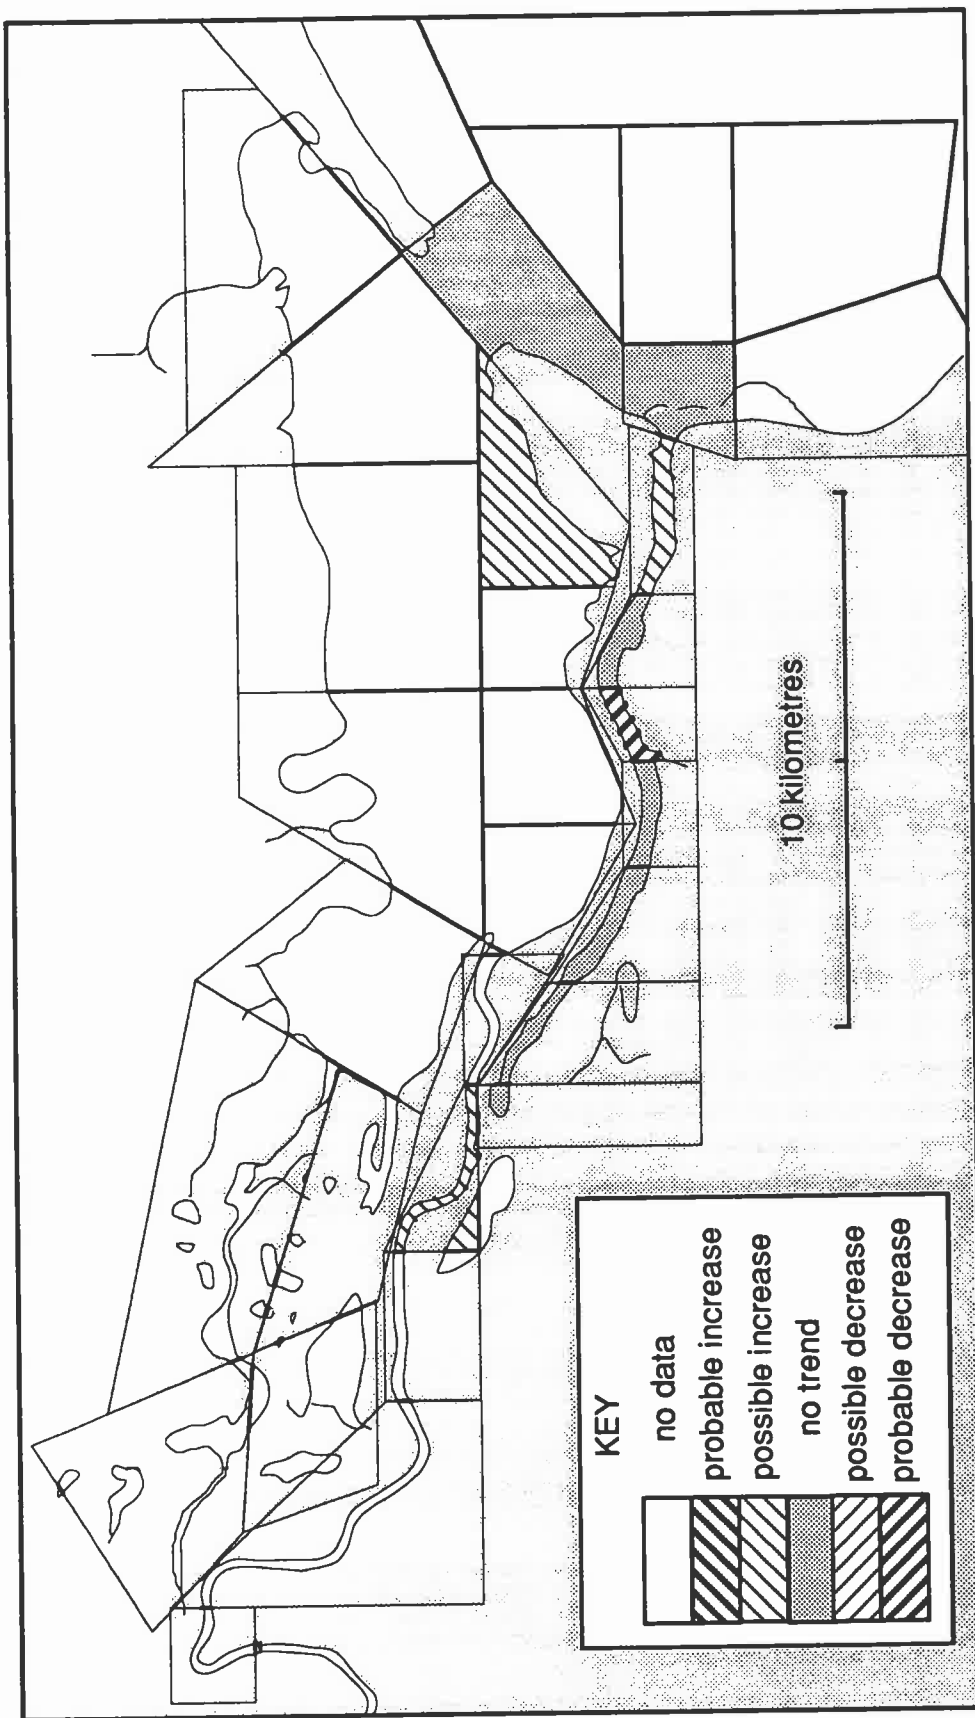 10 kilometres
KEY
no data
probable increase
possible increase
no trend
possible decrease
probable decrease